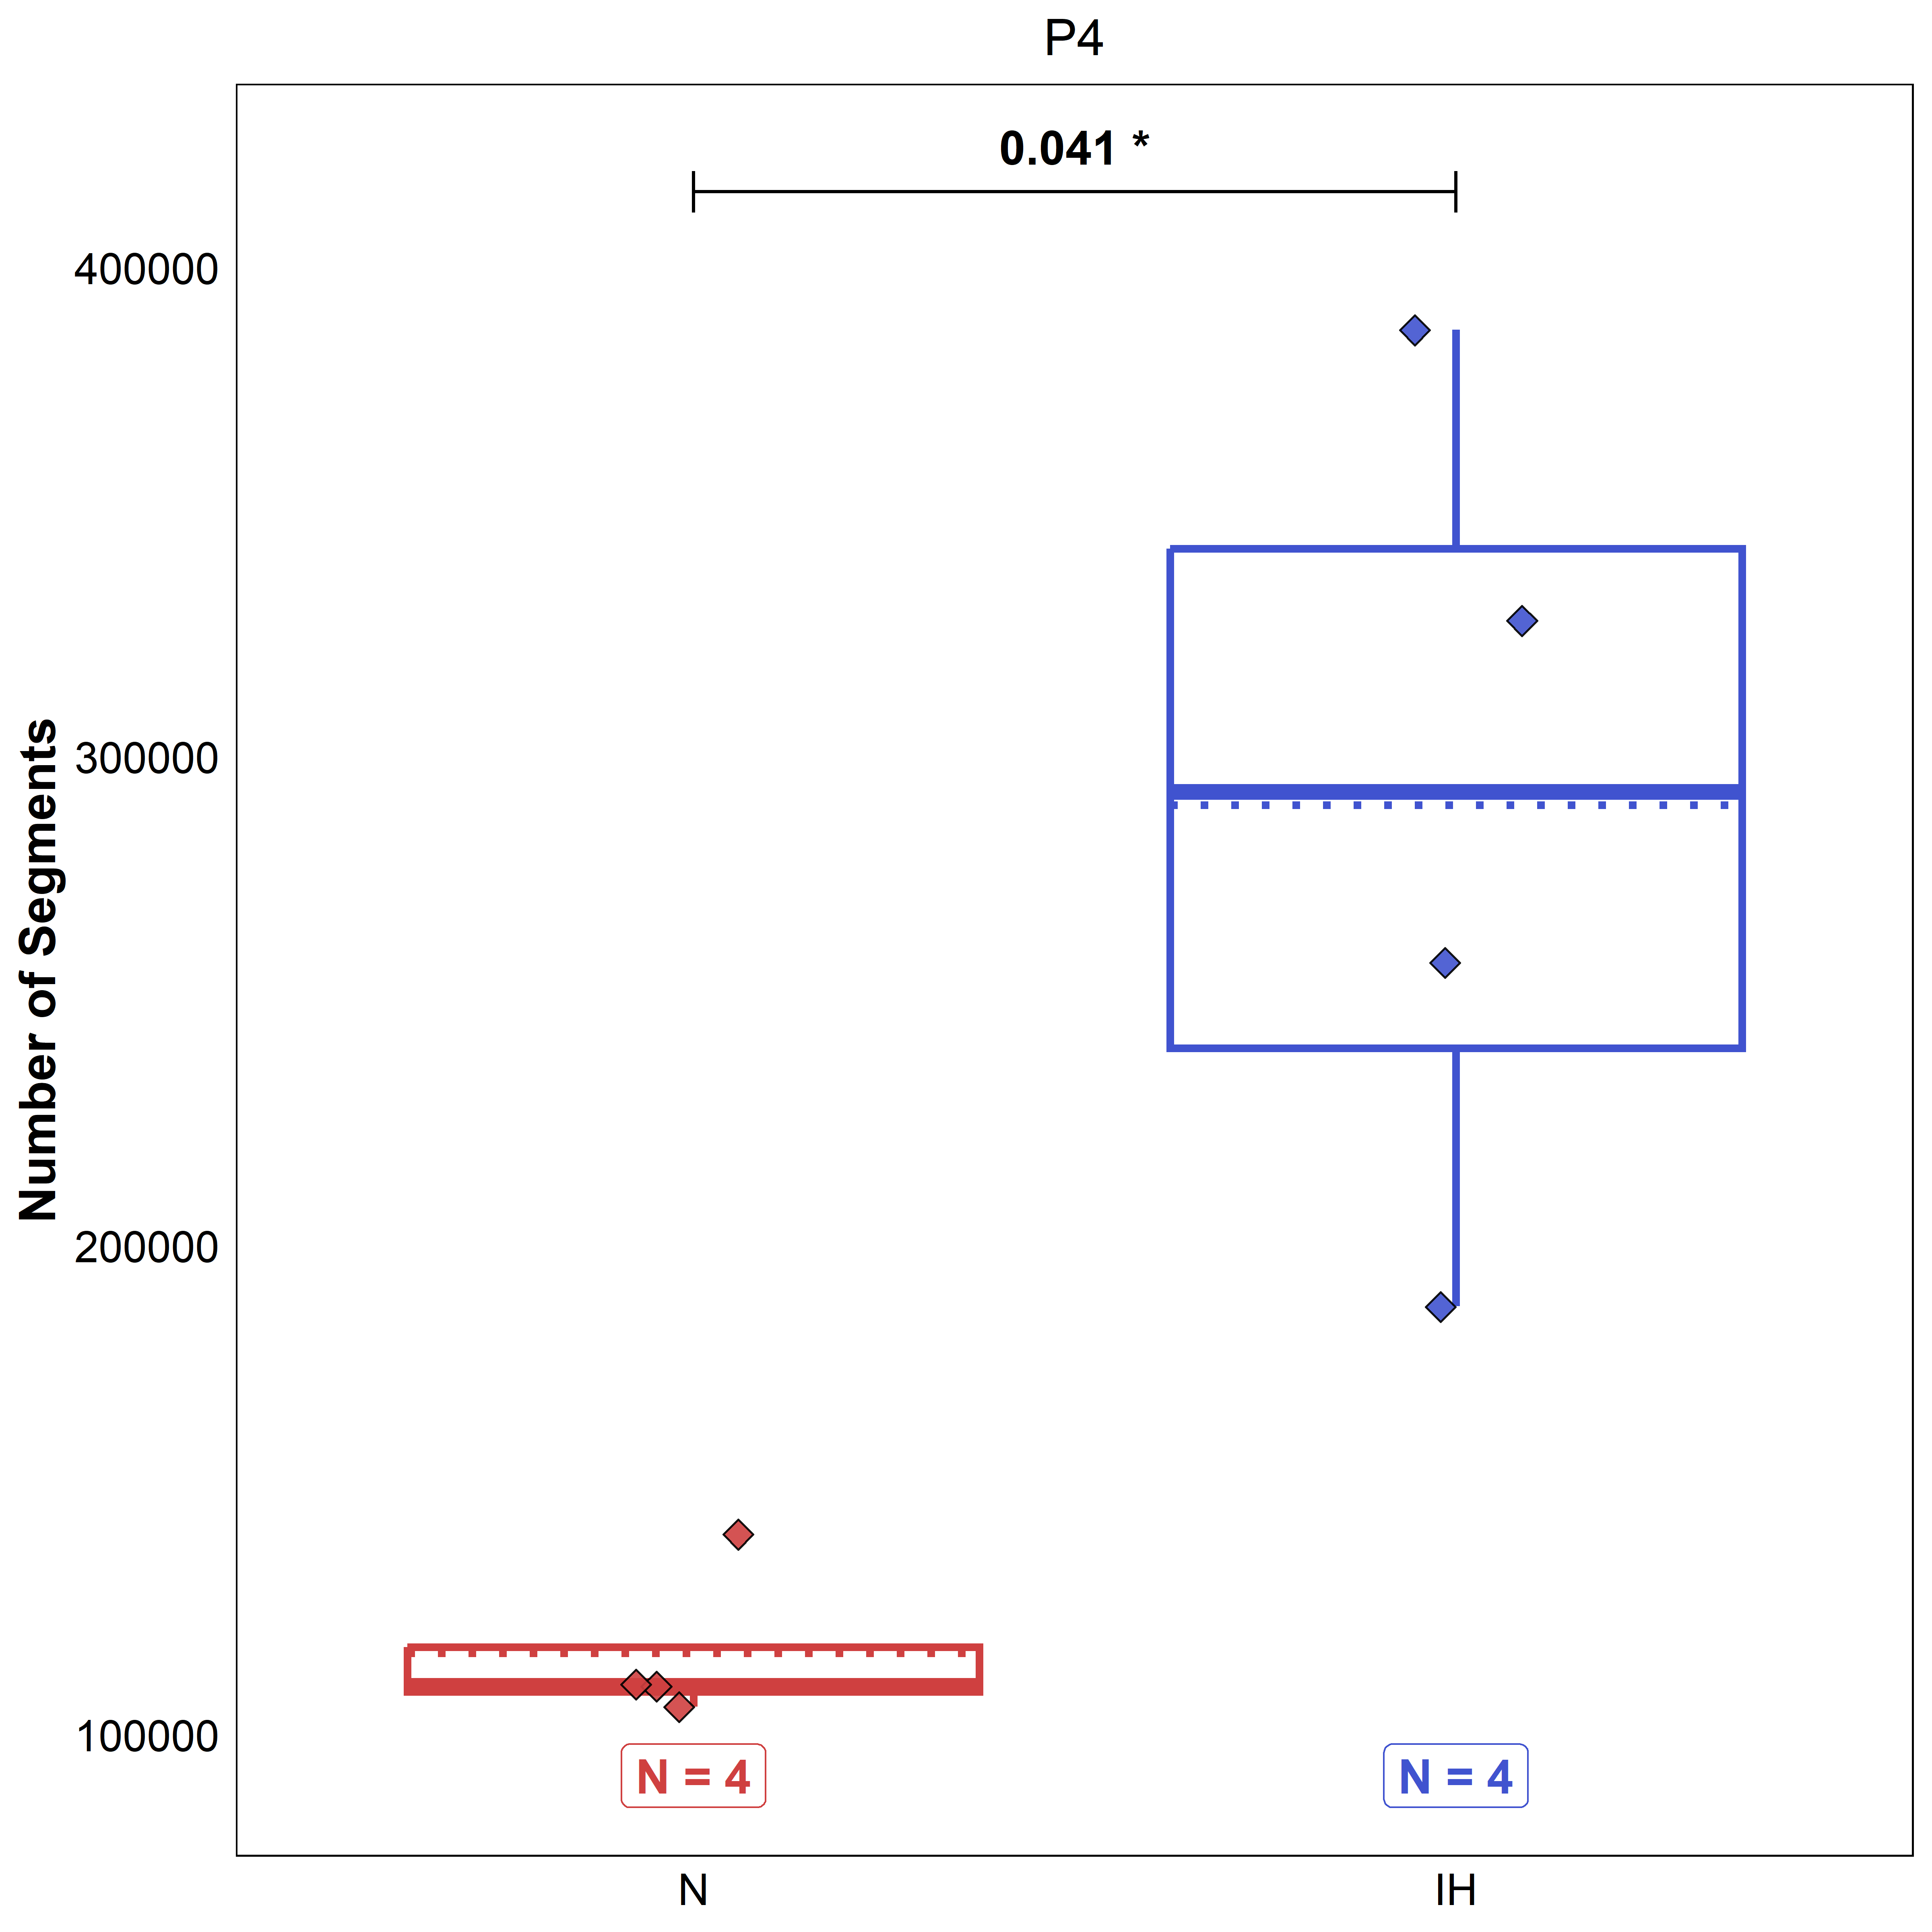 P4
0.041 *
400000
300000
200000
100000
Number of Segments
N = 4
N = 4
N
IH